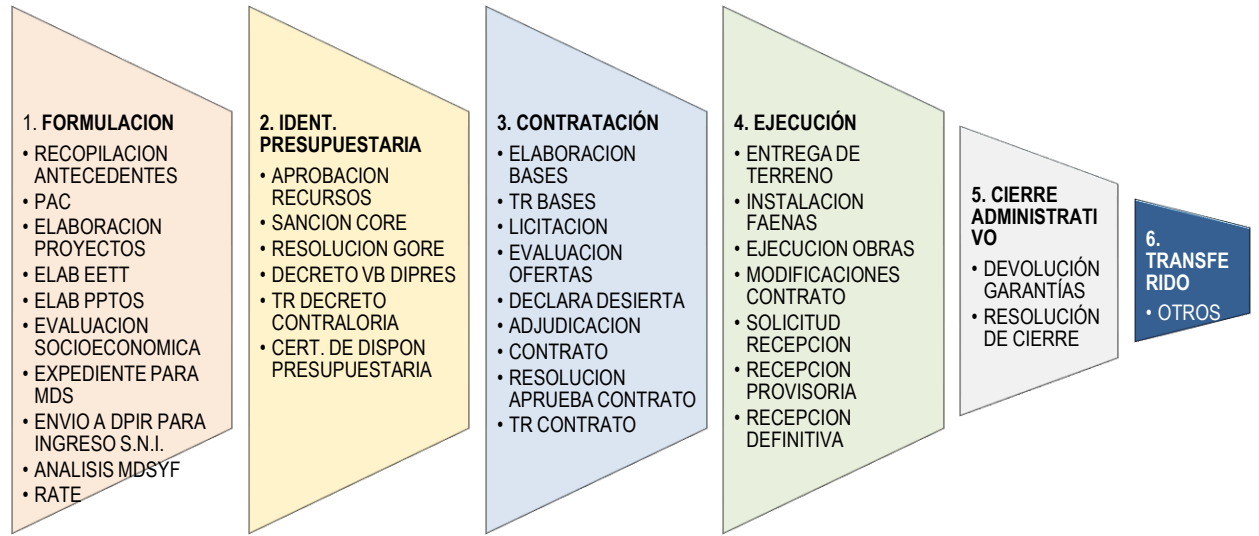 1. FORMULACION
• RECOPILACION
ANTECEDENTES
• PAC
• ELABORACION
PROYECTOS
• ELAB EETT
• ELAB PPTOS
• EVALUACION
SOCIOECONOMICA
• EXPEDIENTE PARA
MDS
• ENVIO A DPIR PARA
INGRESO S.N.I.
• ANALISIS MDSYF
• RATE
2. IDENT.
PRESUPUESTARIA
• APROBACION
RECURSOS
• SANCION CORE
• RESOLUCION GORE
• DECRETO VB DIPRES
• TR DECRETO
CONTRALORIA
• CERT. DE DISPON
PRESUPUESTARIA
3. CONTRATACIÓN
• ELABORACION
BASES
• TR BASES
• LICITACION
• EVALUACION
OFERTAS
• DECLARA DESIERTA
• ADJUDICACION
• CONTRATO
• RESOLUCION
APRUEBA CONTRATO
• TR CONTRATO
4. EJECUCIÓN
• ENTREGA DE
TERRENO
• INSTALACION
FAENAS
• EJECUCION OBRAS
• MODIFICACIONES
CONTRATO
• SOLICITUD
RECEPCION
• RECEPCION
PROVISORIA
• RECEPCION
DEFINITIVA
5. CIERRE
ADMINISTRATI
VO
• DEVOLUCIÓN
GARANTÍAS
• RESOLUCIÓN
DE CIERRE
6.
TRANSFE
RIDO
• OTROS